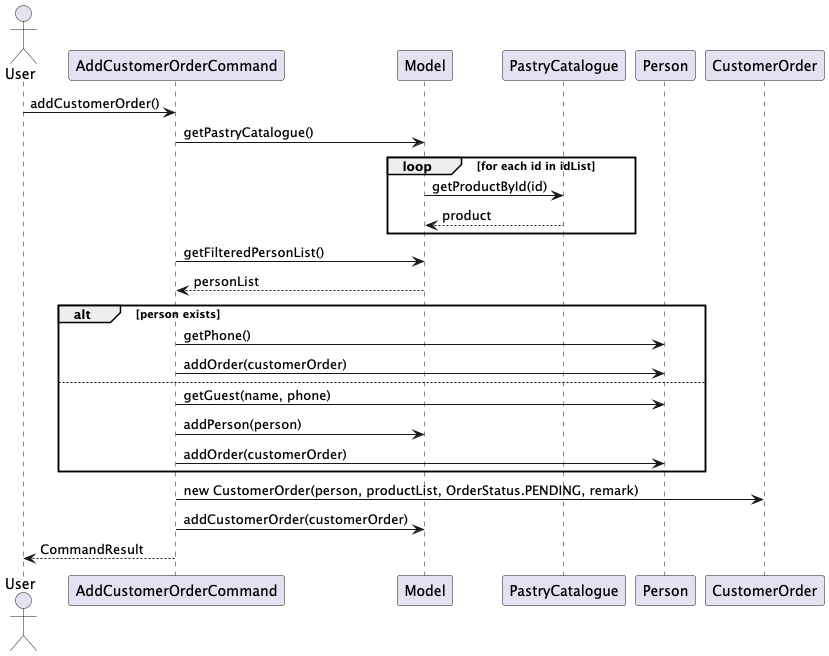 User
AddCustomerOrderCommand
Model
PastryCatalogue
Person
CustomerOrder
addCustomerOrder()
getPastryCatalogue()
loop
[for each id in idList]
getProductById(id)
product
getFilteredPersonList()
personList
alt
[person exists]
getPhone()
addOrder(customerOrder)
getGuest(name, phone)
addPerson(person)
addOrder(customerOrder)
new CustomerOrder(person, productList, OrderStatus.PENDING, remark)
addCustomerOrder(customerOrder)
CommandResult
User
AddCustomerOrderCommand
Model
PastryCatalogue
Person
CustomerOrder